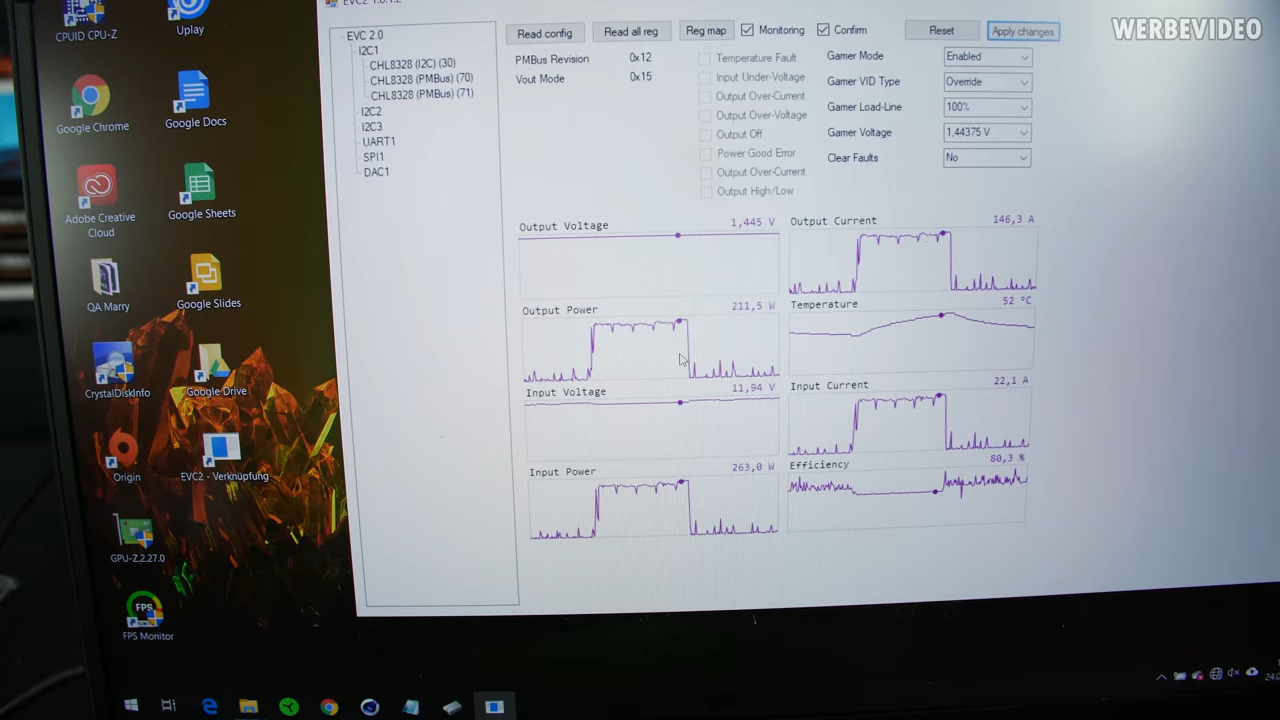 EVC2 1.0.1.2
WERBEVIDEO
CPUID CPU-Z
Uplay
Google Chrome
Google Docs
Adobe Creative
Cloud
Google Sheets
QA Marry
Google Slides
CrystalDiskInfo
Google Drive
Origin
EVC2 - Verknüpfung
GPU-Z.2.27.0
FPS
FPS Monitor
EVC 2.0
I2C1
CHL8328 (I2C) (30)
CHL8328 (PMBus) (70)
CHL8328 (PMBus) (71)
I2C2
I2C3
UART1
SPI1
DAC1
Read config
Read all reg
Reg map
Monitoring
Confirm
Reset
Apply changes
PMBus Revision 0x12
Vout Mode 0x15
Temperature Fault
Input Under-Voltage
Output Over-Current
Output Over-Voltage
Output Off
Power Good Error
Output Over-Current
Output High/Low
Gamer Mode Enabled
Gamer VID Type Override
Gamer Load-Line 100%
Gamer Voltage 1,44375 V
Clear Faults No
Output Voltage 1,445 V
Output Current 146,3 A
Output Power 211,5 W
Temperature 52 °C
Input Voltage 11,94 V
Input Current 22,1 A
Input Power 263,0 W
Efficiency 80,3 %